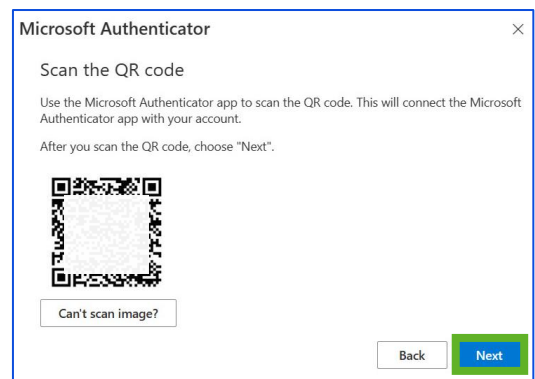 Microsoft Authenticator
Scan the QR code
Use the Microsoft Authenticator app to scan the QR code. This will connect the Microsoft
Authenticator app with your account.
After you scan the QR code, choose "Next".
Can't scan image?
Back
Next